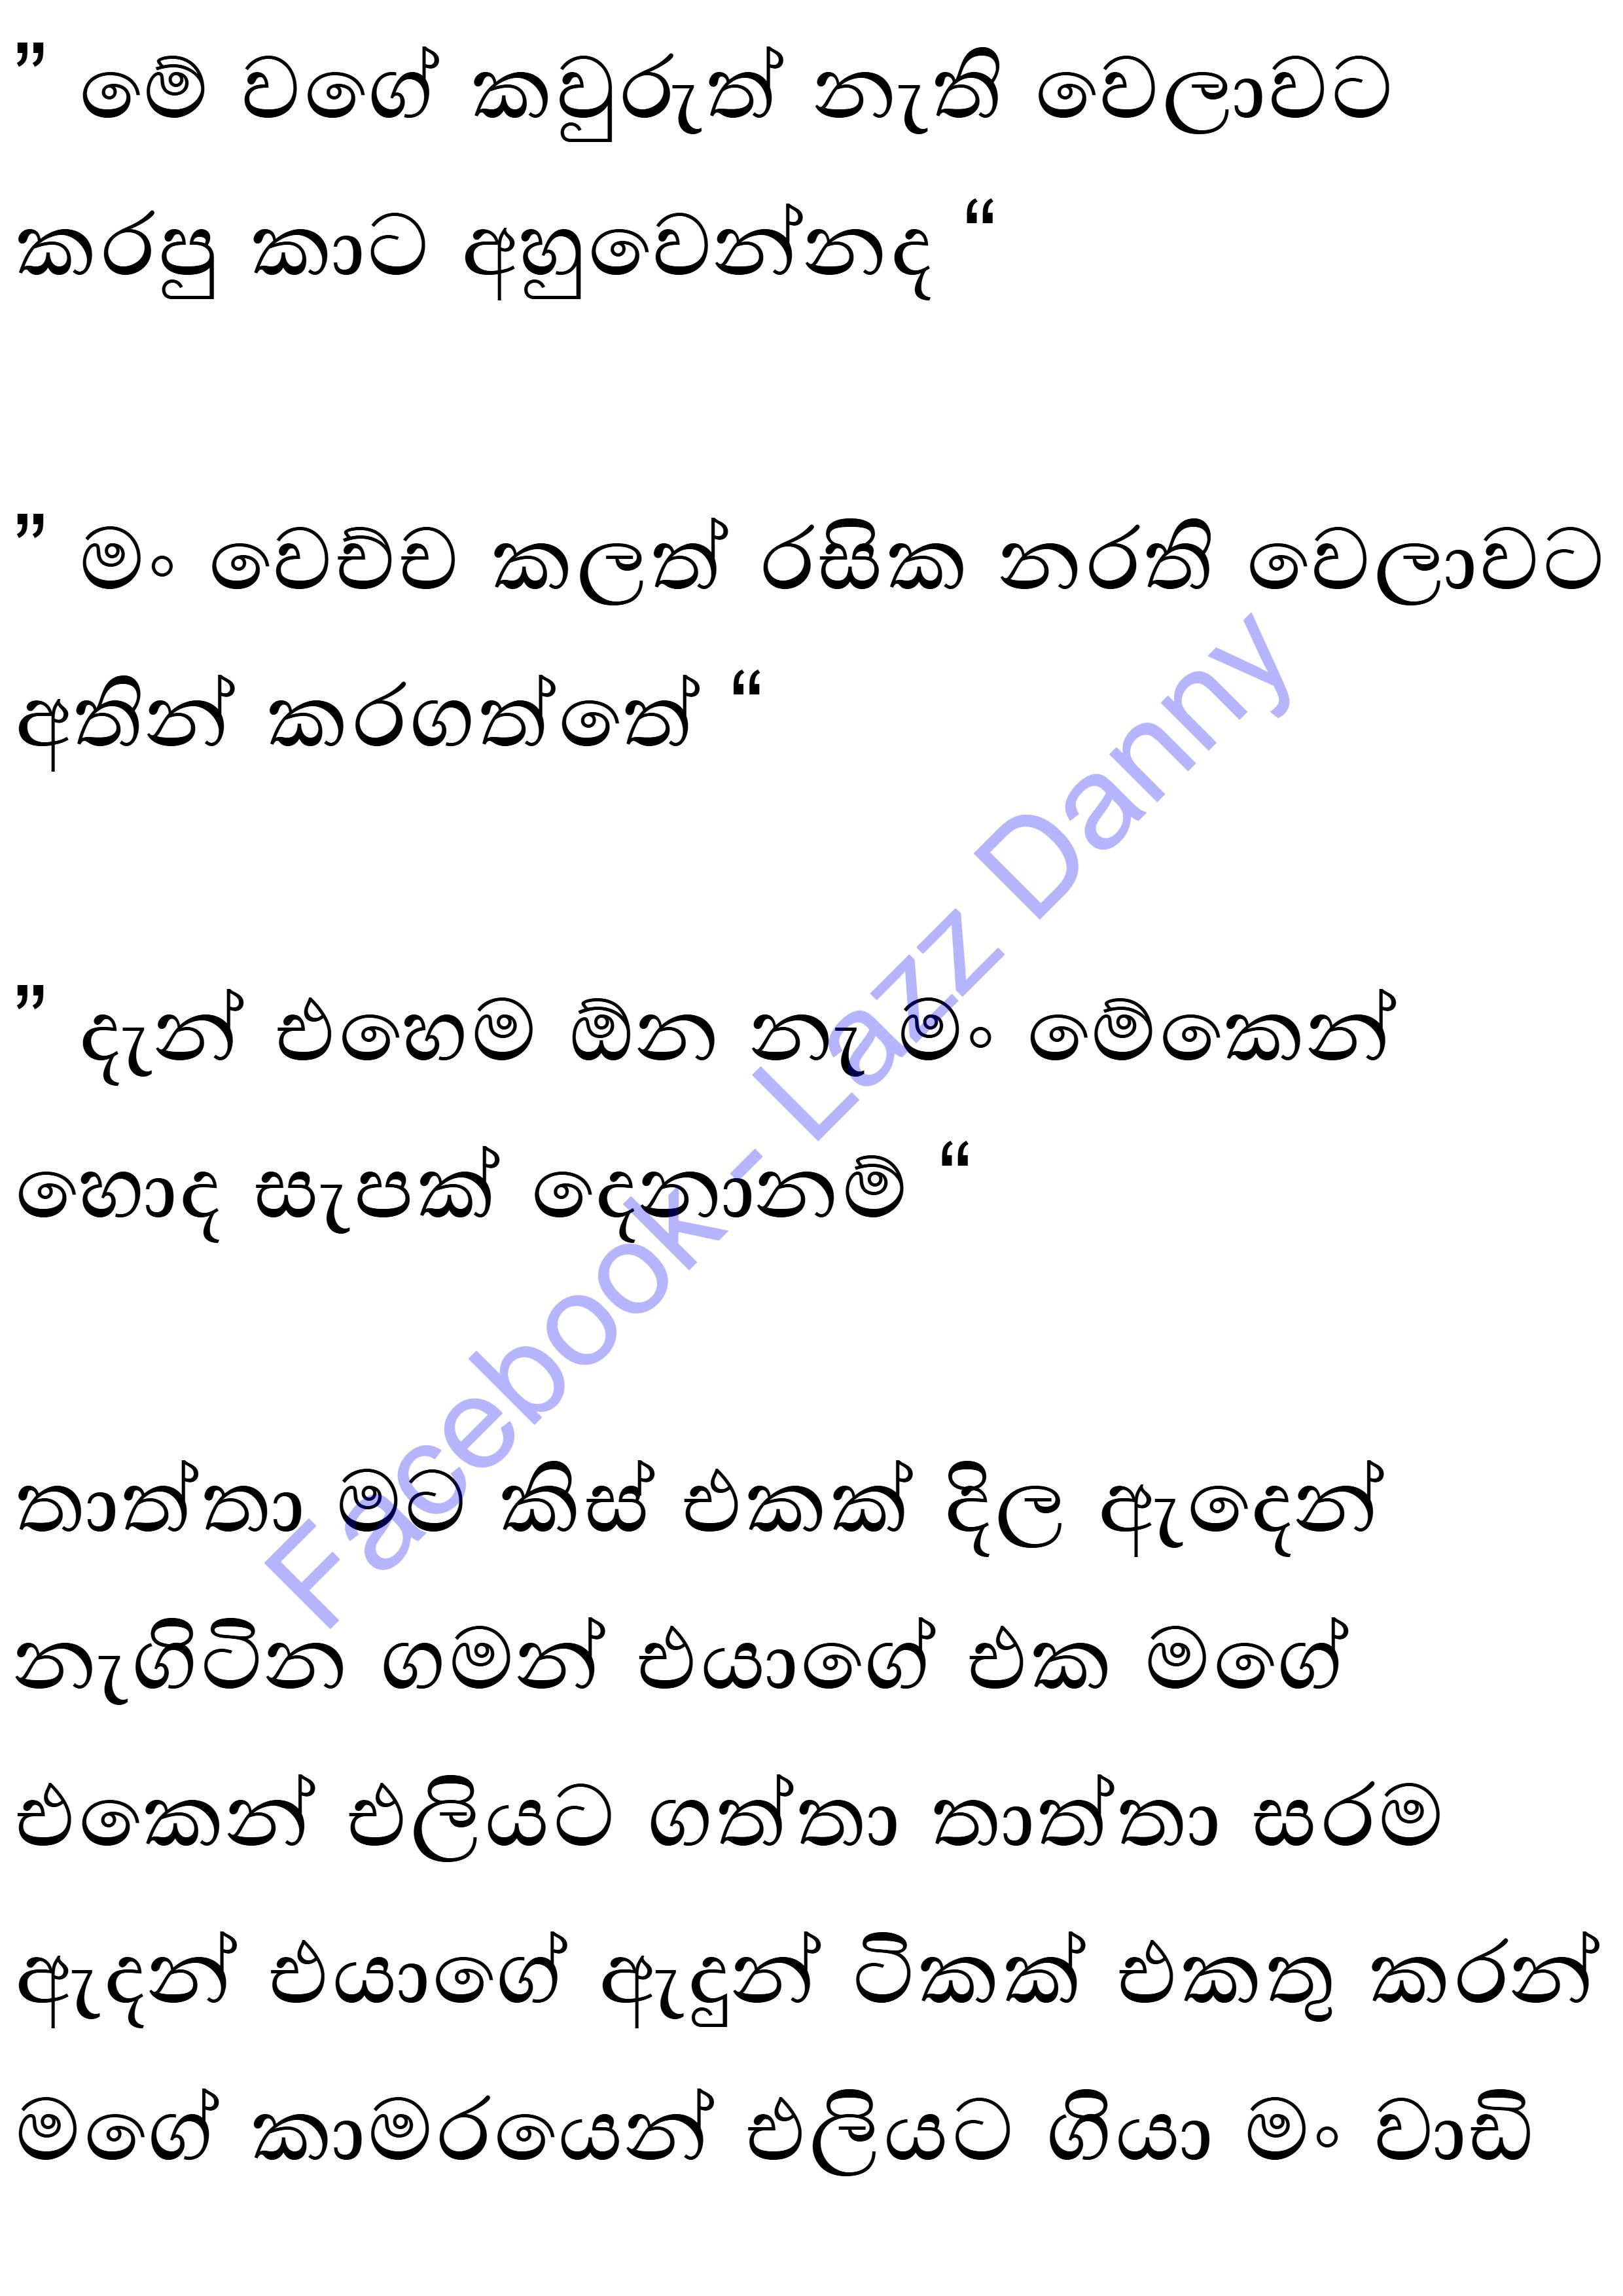 ” මේ වගේ කවුරුත් නැති වෙලාවට
කරපු කාට අහුවෙන්නද “
” මං වෙච්ච කලත් රසික නරති වෙලාවට
අතින් කරගත්තේ “
” දැන් එහෙම ඕන නැ මං මේකෙන්
හොද සැපක් දෙනානම් “
තාත්තා මට කිස් එකක් දිල ඇදෙන්
නැගිටින ගමන් එයාගේ එක මගේ
එකෙන් එලියට ගත්තා තාත්තා සරම
ඇදන් එයාගේ ඇදුන් ටිකක් එකතු කරන්
මගේ කාමරයෙන් එලියට ගියා මං වාඩි
Facebook- Lazz Danny